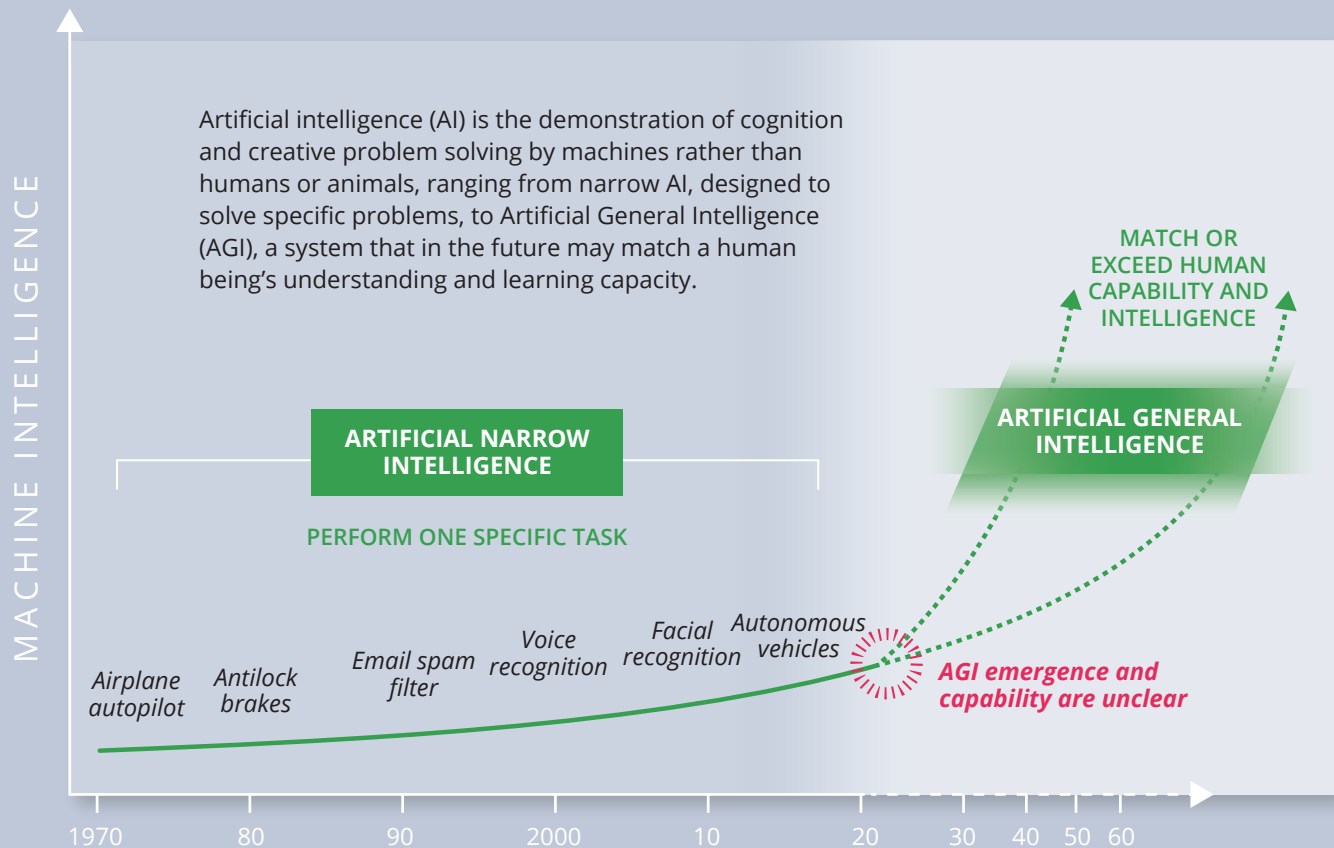 MACHINE INTELLIGENCE
Artificial intelligence (AI) is the demonstration of cognition
and creative problem solving by machines rather than
humans or animals, ranging from narrow AI, designed to
solve specific problems, to Artificial General Intelligence
(AGI), a system that in the future may match a human
being’s understanding and learning capacity.
MATCH OR
EXCEED HUMAN
CAPABILITY AND
INTELLIGENCE
ARTIFICIAL GENERAL
INTELLIGENCE
ARTIFICIAL NARROW
INTELLIGENCE
PERFORM ONE SPECIFIC TASK
Airplane
autopilot
Antilock
brakes
Email spam
filter
Voice
recognition
Facial
recognition
Autonomous
vehicles
AGI emergence and
capability are unclear
1970 80 90 2000 10 20 30 40 50 60